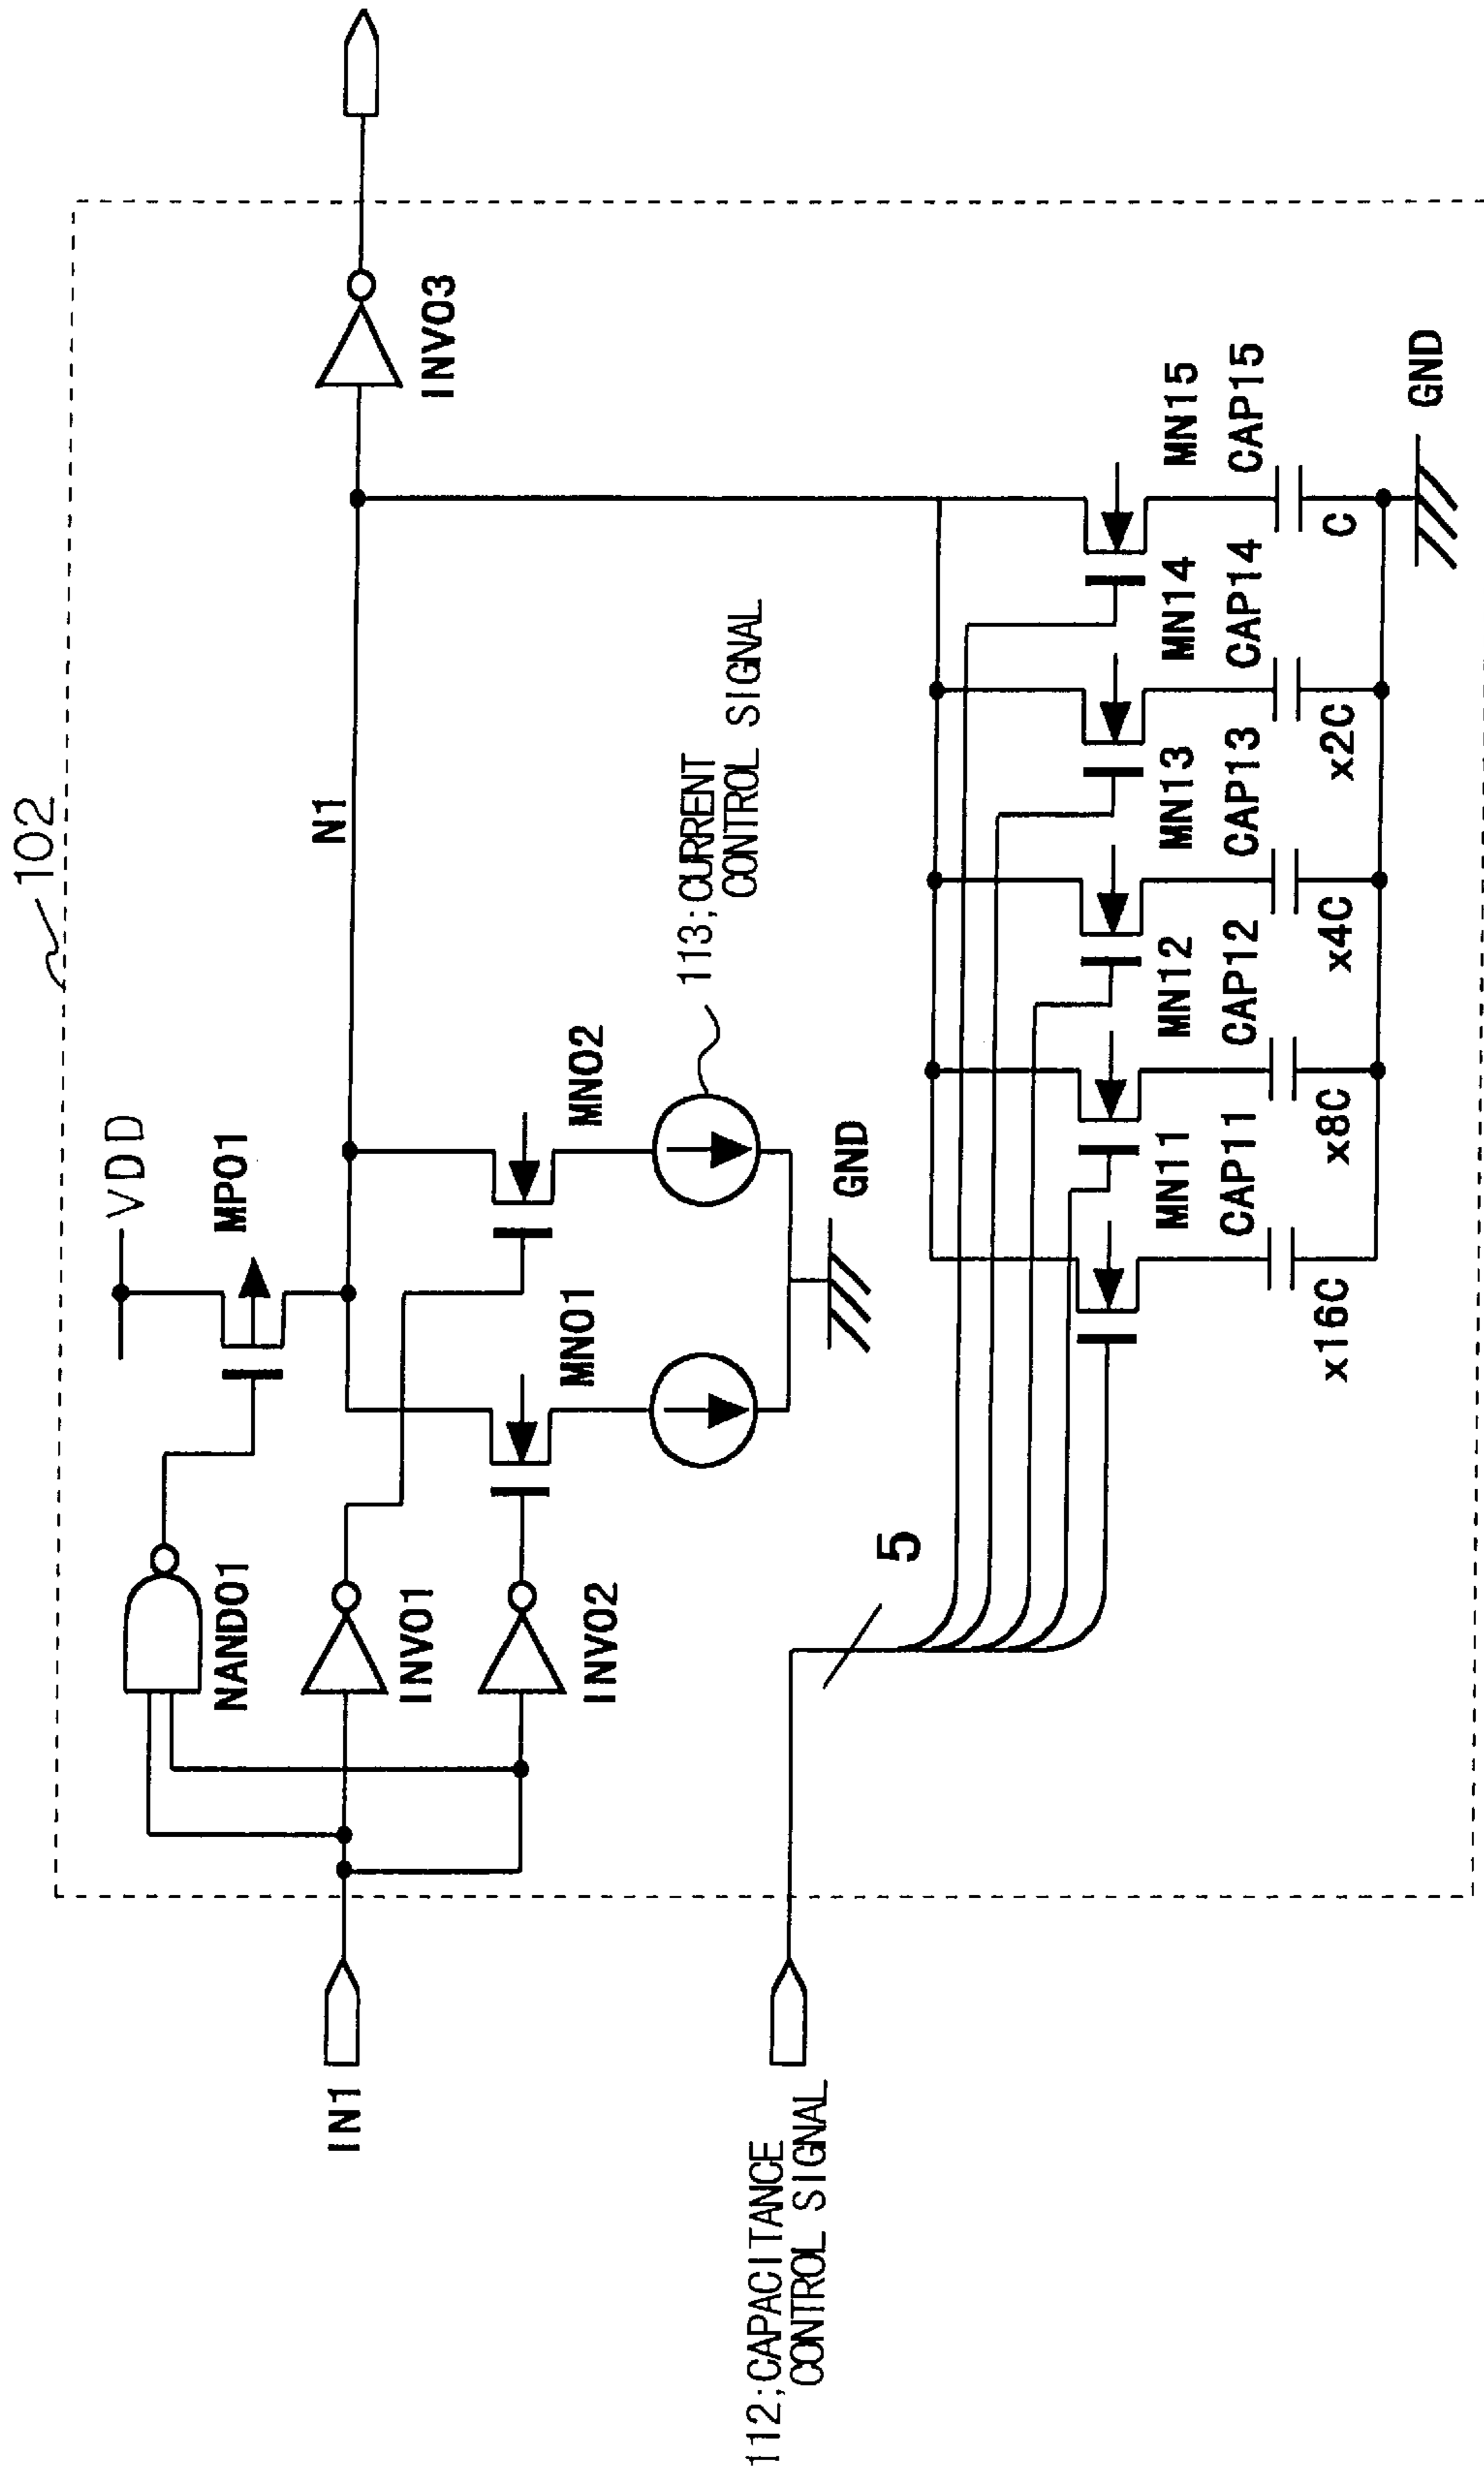 102
VDD
MP01
NAND01
N1
IN1
INV01
INV02
INV03
MN01
MN02
113;CURRENT
CONTROL SIGNAL
GND
112;CAPACITANCE
CONTROL SIGNAL
5
MN11
MN12
MN13
MN14
MN15
CAP11
CAP12
CAP13
CAP14
CAP15
x16C
x8C
x4C
x2C
C
GND